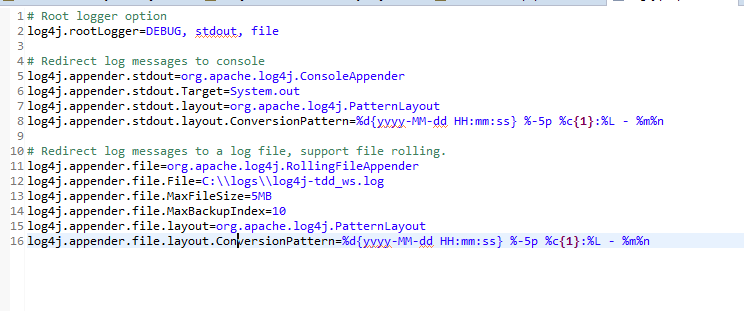 1 # Root logger option
2 log4j.rootLogger=DEBUG, stdout, file
3
4 # Redirect log messages to console
5 log4j.appender.stdout=org.apache.log4j.ConsoleAppender
6 log4j.appender.stdout.Target=System.out
7 log4j.appender.stdout.layout=org.apache.log4j.PatternLayout
8 log4j.appender.stdout.layout.ConversionPattern=%d{yyyy-MM-dd HH:mm:ss} %-5p %c{1}:%L - %m%n
9
10 # Redirect log messages to a log file, support file rolling.
11 log4j.appender.file=org.apache.log4j.RollingFileAppender
12 log4j.appender.file.File=C:\\logs\\log4j-tdd_ws.log
13 log4j.appender.file.MaxFileSize=5MB
14 log4j.appender.file.MaxBackupIndex=10
15 log4j.appender.file.layout=org.apache.log4j.PatternLayout
16 log4j.appender.file.layout.ConversionPattern=%d{yyyy-MM-dd HH:mm:ss} %-5p %c{1}:%L - %m%n